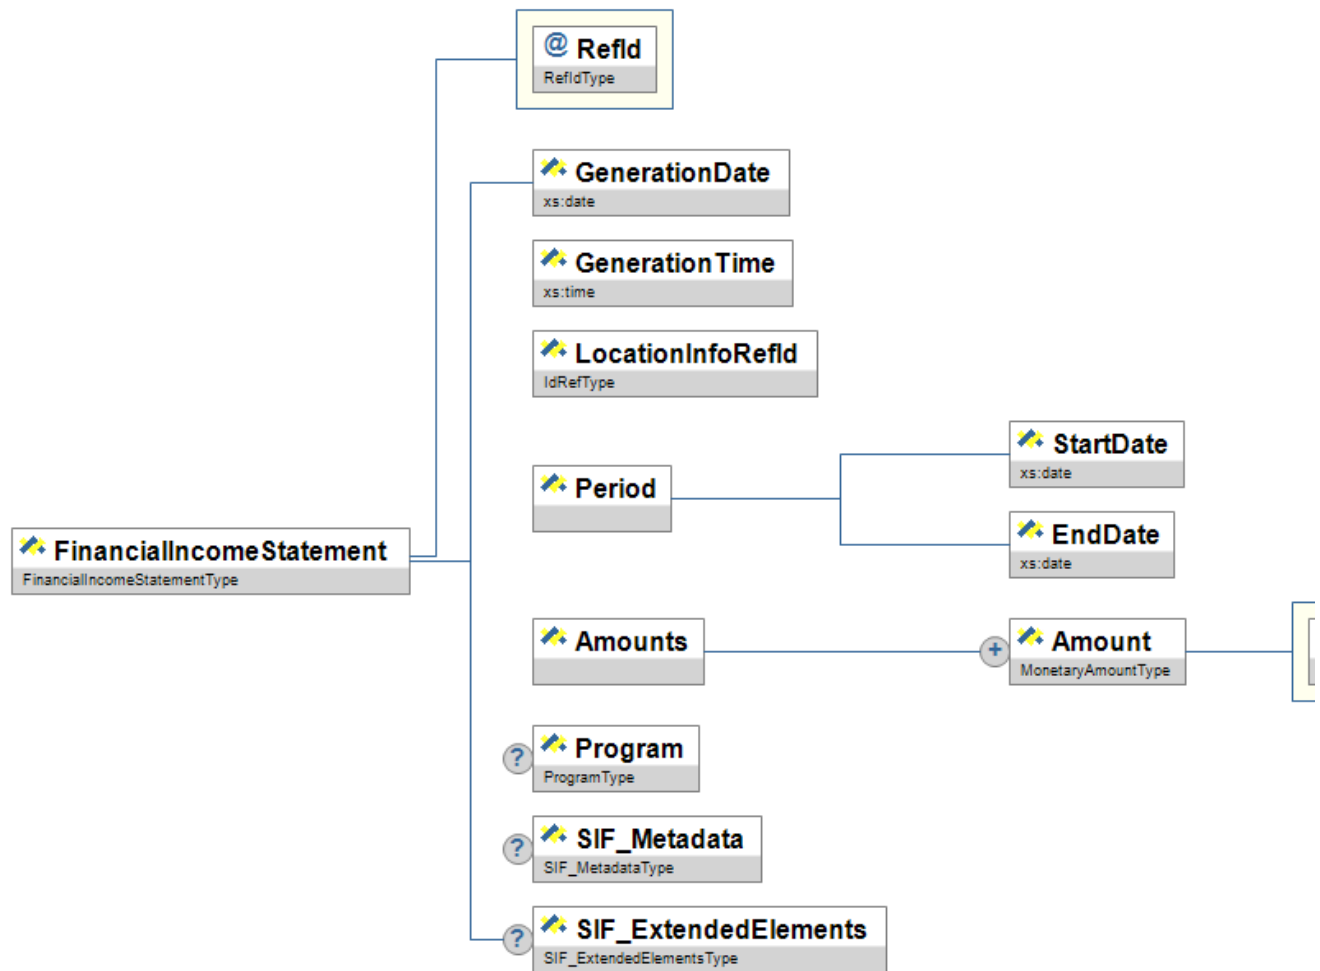 @ RefId
RefIdType
GenerationDate
xs:date
GenerationTime
xs:time
LocationInfoRefId
IdRefType
StartDate
xs:date
Period
EndDate
xs:date
FinancialIncomeStatement
FinancialIncomeStatementType
Amounts
+ Amount
MonetaryAmountType
? Program
ProgramType
? SIF_Metadata
SIF_MetadataType
? SIF_ExtendedElements
SIF_ExtendedElementsType